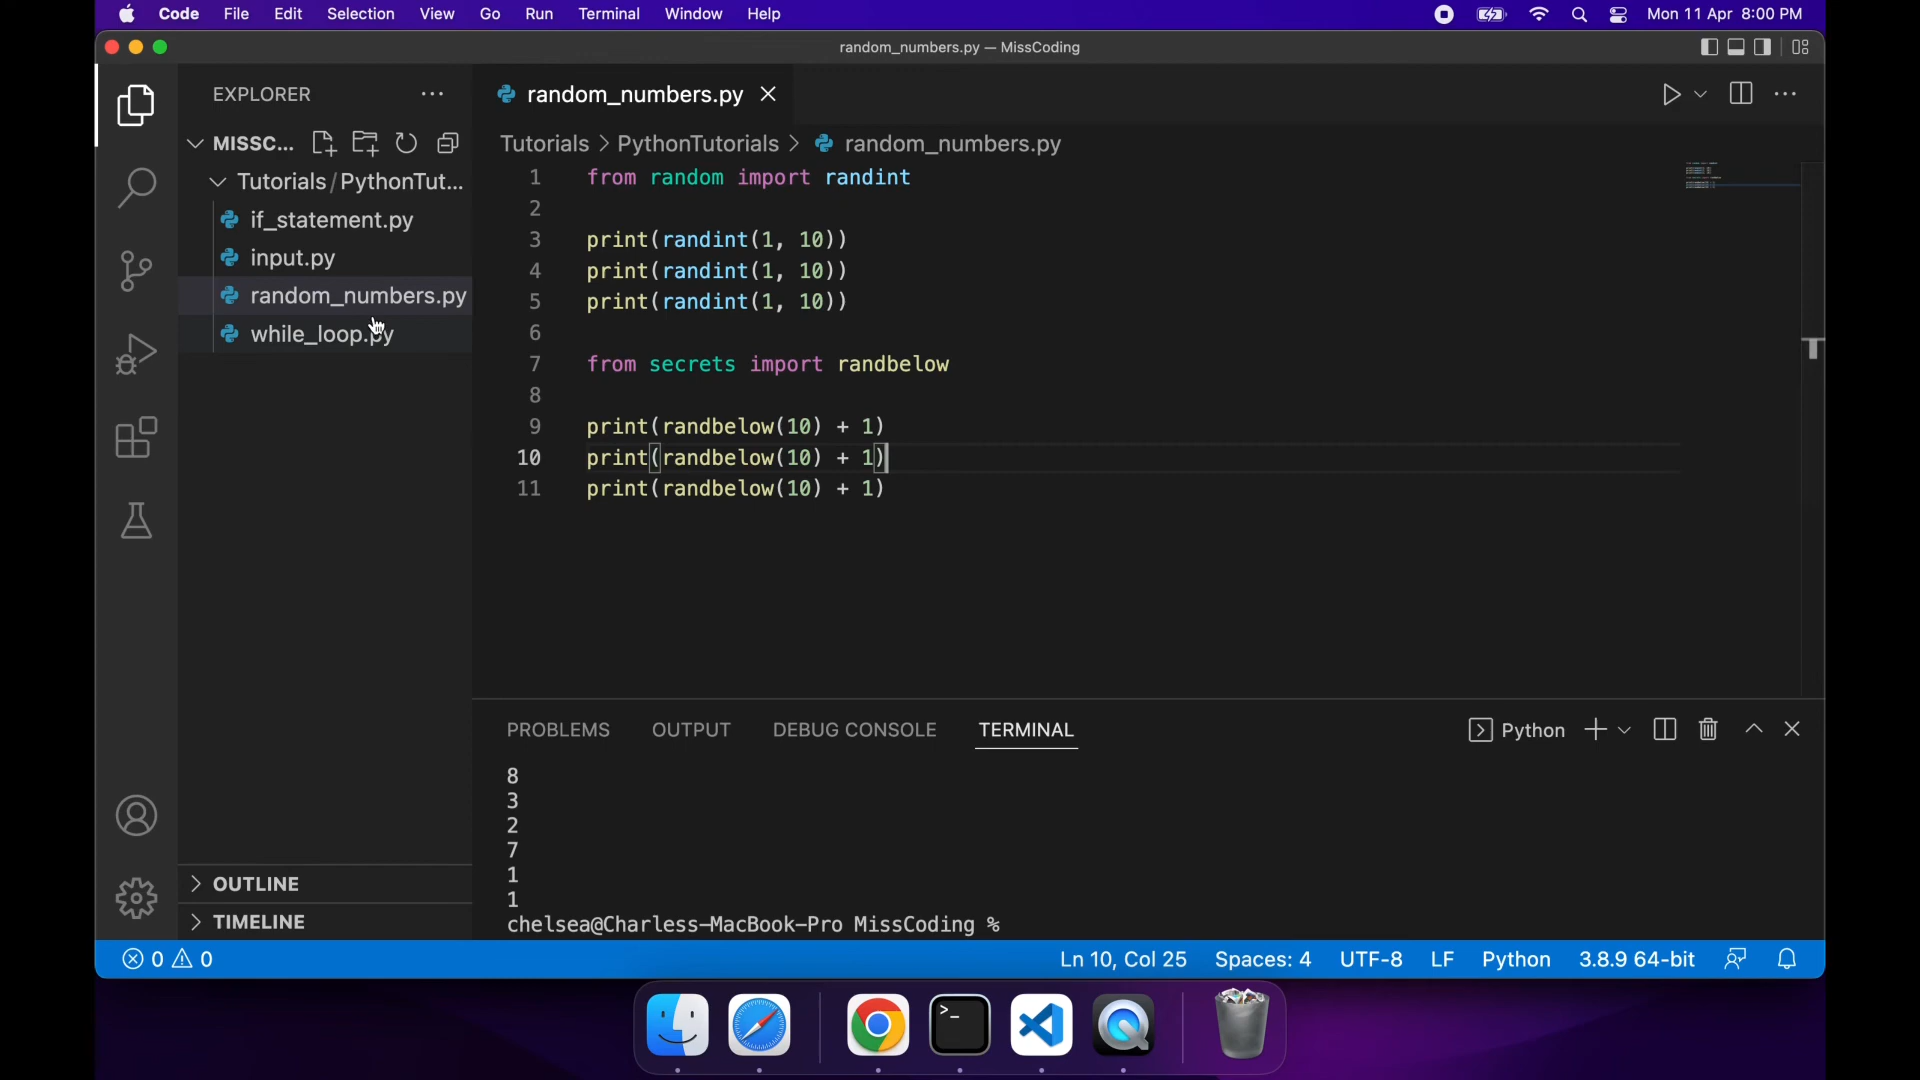 Code File Edit Selection View Go Run Terminal Window Help Mon 11 Apr 8:00 PM
random_numbers.py — MissCoding
EXPLORER
random_numbers.py
MISSC...
Tutorials > PythonTutorials > random_numbers.py
Tutorials/PythonTut...
if_statement.py
input.py
random_numbers.py
while_loop.py
1 from random import randint
2
3 print(randint(1, 10))
4 print(randint(1, 10))
5 print(randint(1, 10))
6
7 from secrets import randbelow
8
9 print(randbelow(10) + 1)
10 print(randbelow(10) + 1)
11 print(randbelow(10) + 1)
PROBLEMS OUTPUT DEBUG CONSOLE TERMINAL Python
8
3
2
7
1
1
chelsea@Charless-MacBook-Pro MissCoding %
OUTLINE
TIMELINE
0 0 Ln 10, Col 25 Spaces: 4 UTF-8 LF Python 3.8.9 64-bit